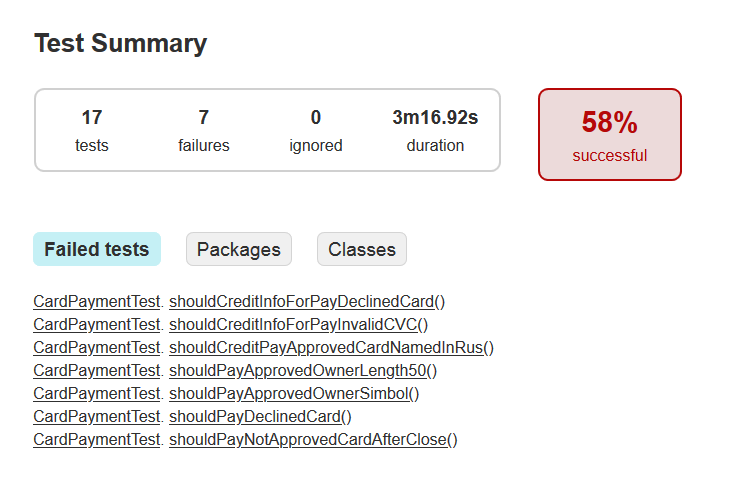 Test Summary
17 7 0 3m16.92s
tests failures ignored duration
58%
successful
Failed tests Packages Classes
CardPaymentTest. shouldCreditInfoForPayDeclinedCard()
CardPaymentTest. shouldCreditInfoForPayInvalidCVC()
CardPaymentTest. shouldCreditPayApprovedCardNamedInRus()
CardPaymentTest. shouldPayApprovedOwnerLength50()
CardPaymentTest. shouldPayApprovedOwnerSimbol()
CardPaymentTest. shouldPayDeclinedCard()
CardPaymentTest. shouldPayNotApprovedCardAfterClose()